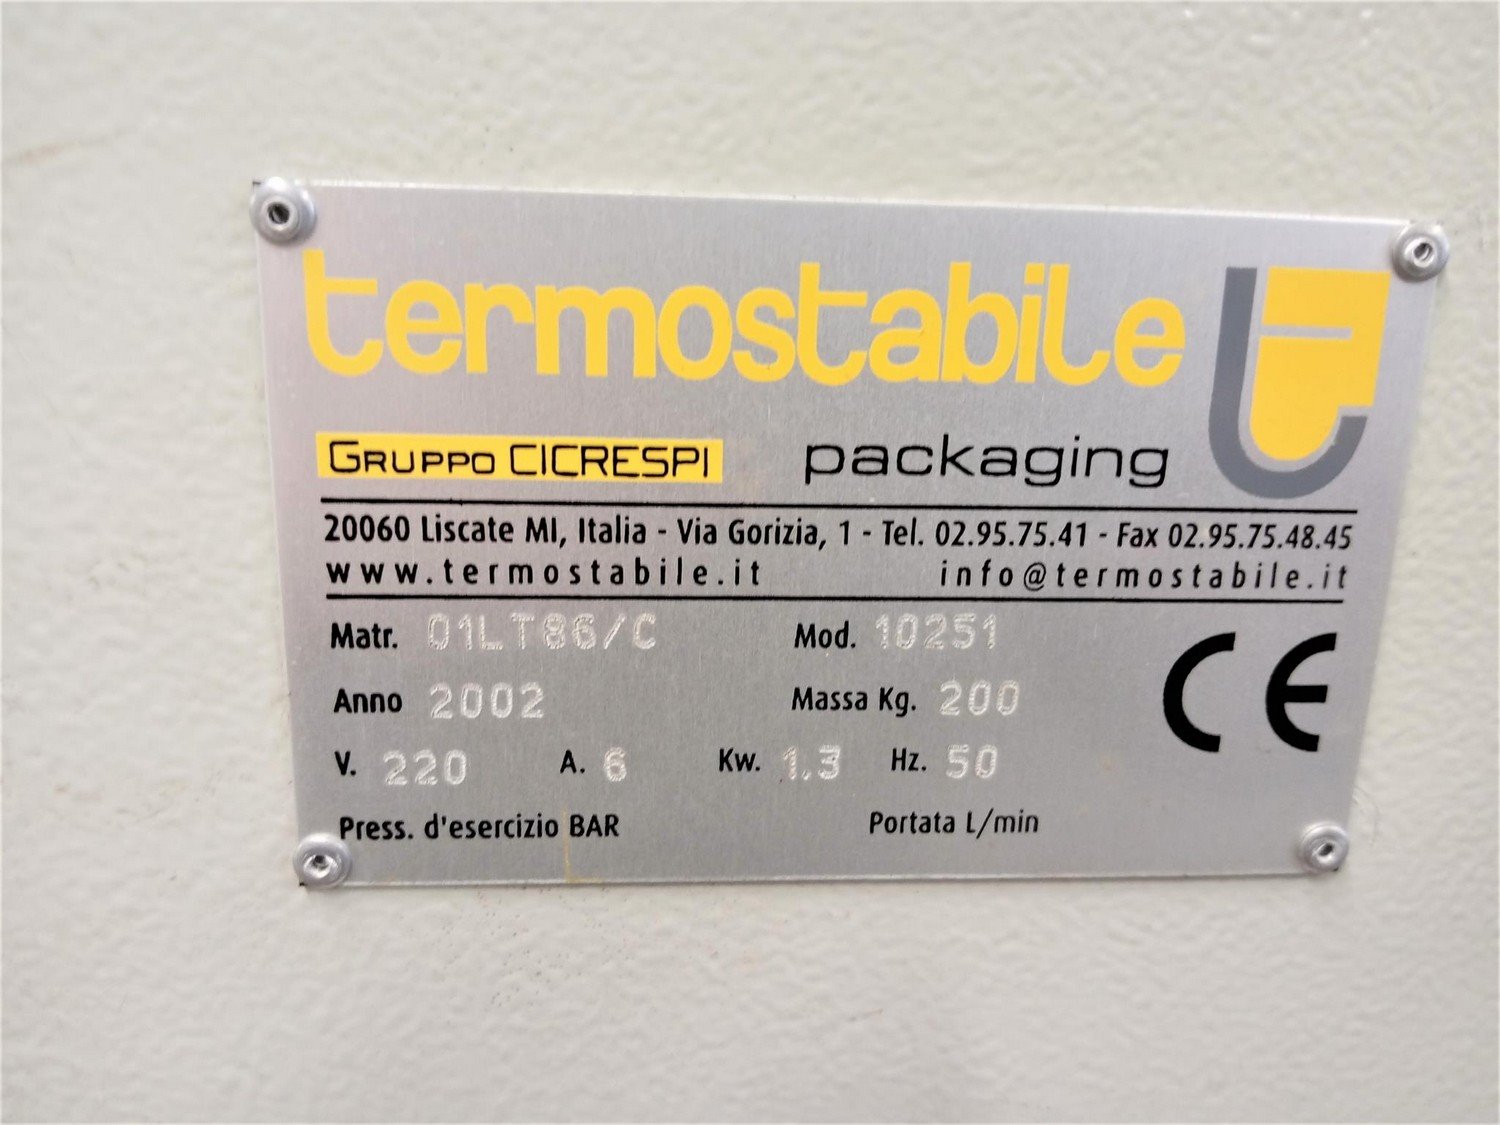 termostabile
GRUPPO CICRESPI packaging
20060 Liscate MI, Italia - Via Gorizia, 1 - Tel. 02.95.75.41 - Fax 02.95.75.48.45
www.termostabile.it info@termostabile.it
Matr. 01LT86/C Mod. 10251
Anno 2002 Massa Kg. 200
V. 220 A. 6 Kw. 1.3 Hz. 50
Press. d'esercizio BAR Portata L/min
CE